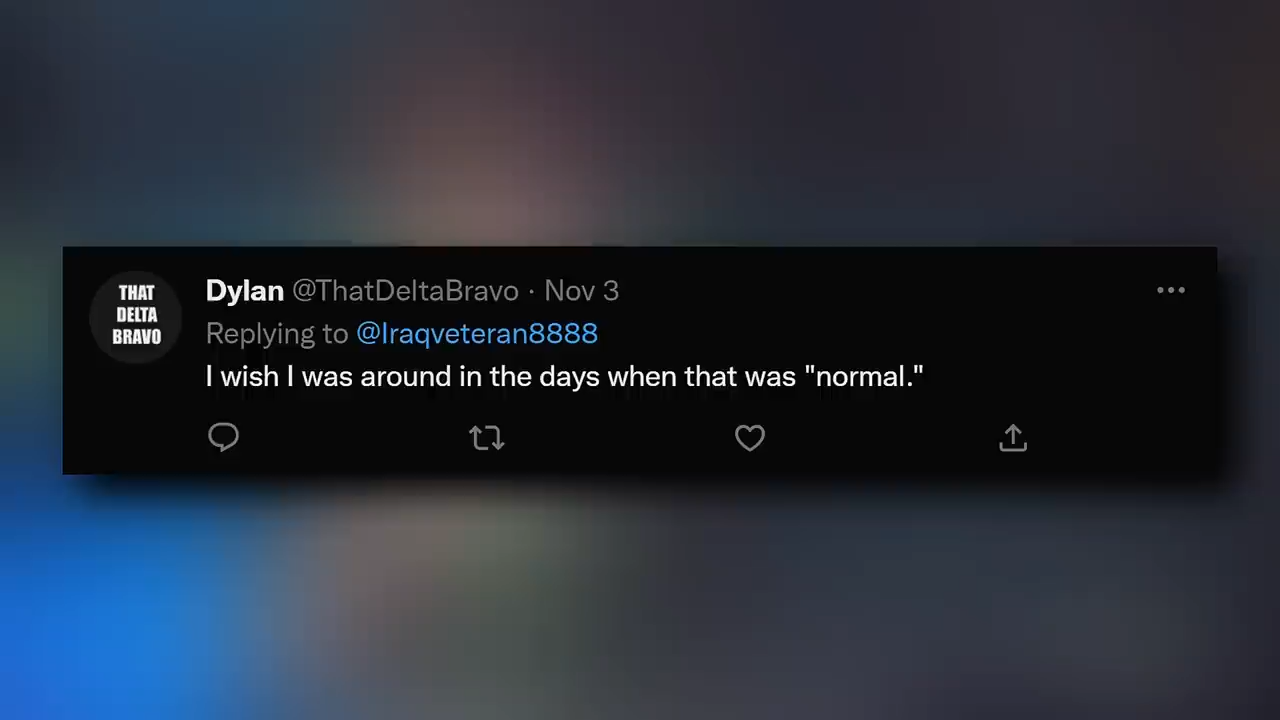 THAT
DELTA
BRAVO
Dylan @ThatDeltaBravo · Nov 3
Replying to @Iraqveteran8888
I wish I was around in the days when that was "normal."